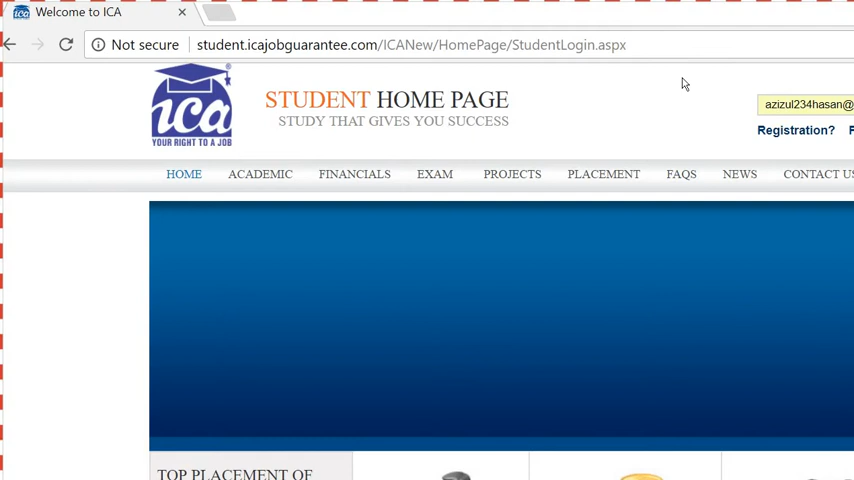 Welcome to ICA
Not secure student.icajobguarantee.com/ICANew/HomePage/StudentLogin.aspx
ica
YOUR RIGHT TO A JOB
STUDENT HOME PAGE
STUDY THAT GIVES YOU SUCCESS
azizul234hasan@
Registration? F
HOME ACADEMIC FINANCIALS EXAM PROJECTS PLACEMENT FAQS NEWS CONTACT US
TOP PLACEMENT OF